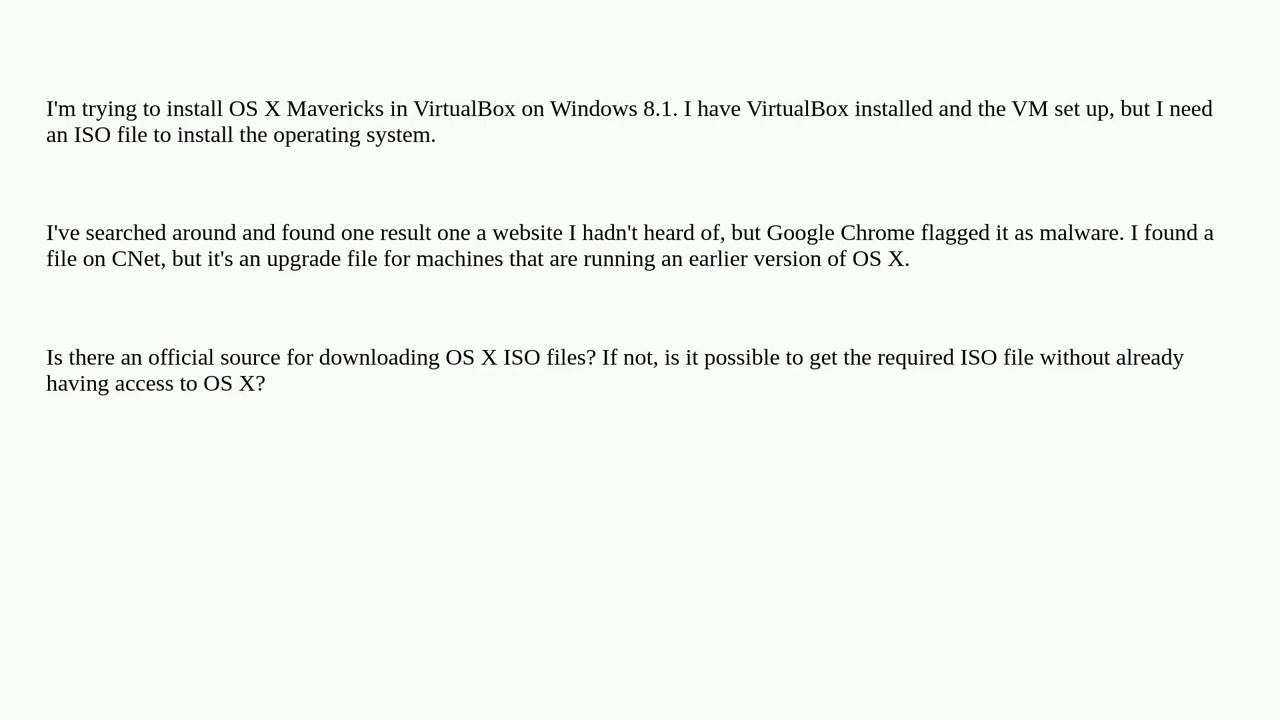 I'm trying to install OS X Mavericks in VirtualBox on Windows 8.1. I have VirtualBox installed and the VM set up, but I need
an ISO file to install the operating system.
I've searched around and found one result one a website I hadn't heard of, but Google Chrome flagged it as malware. I found a
file on CNet, but it's an upgrade file for machines that are running an earlier version of OS X.
Is there an official source for downloading OS X ISO files? If not, is it possible to get the required ISO file without already
having access to OS X?